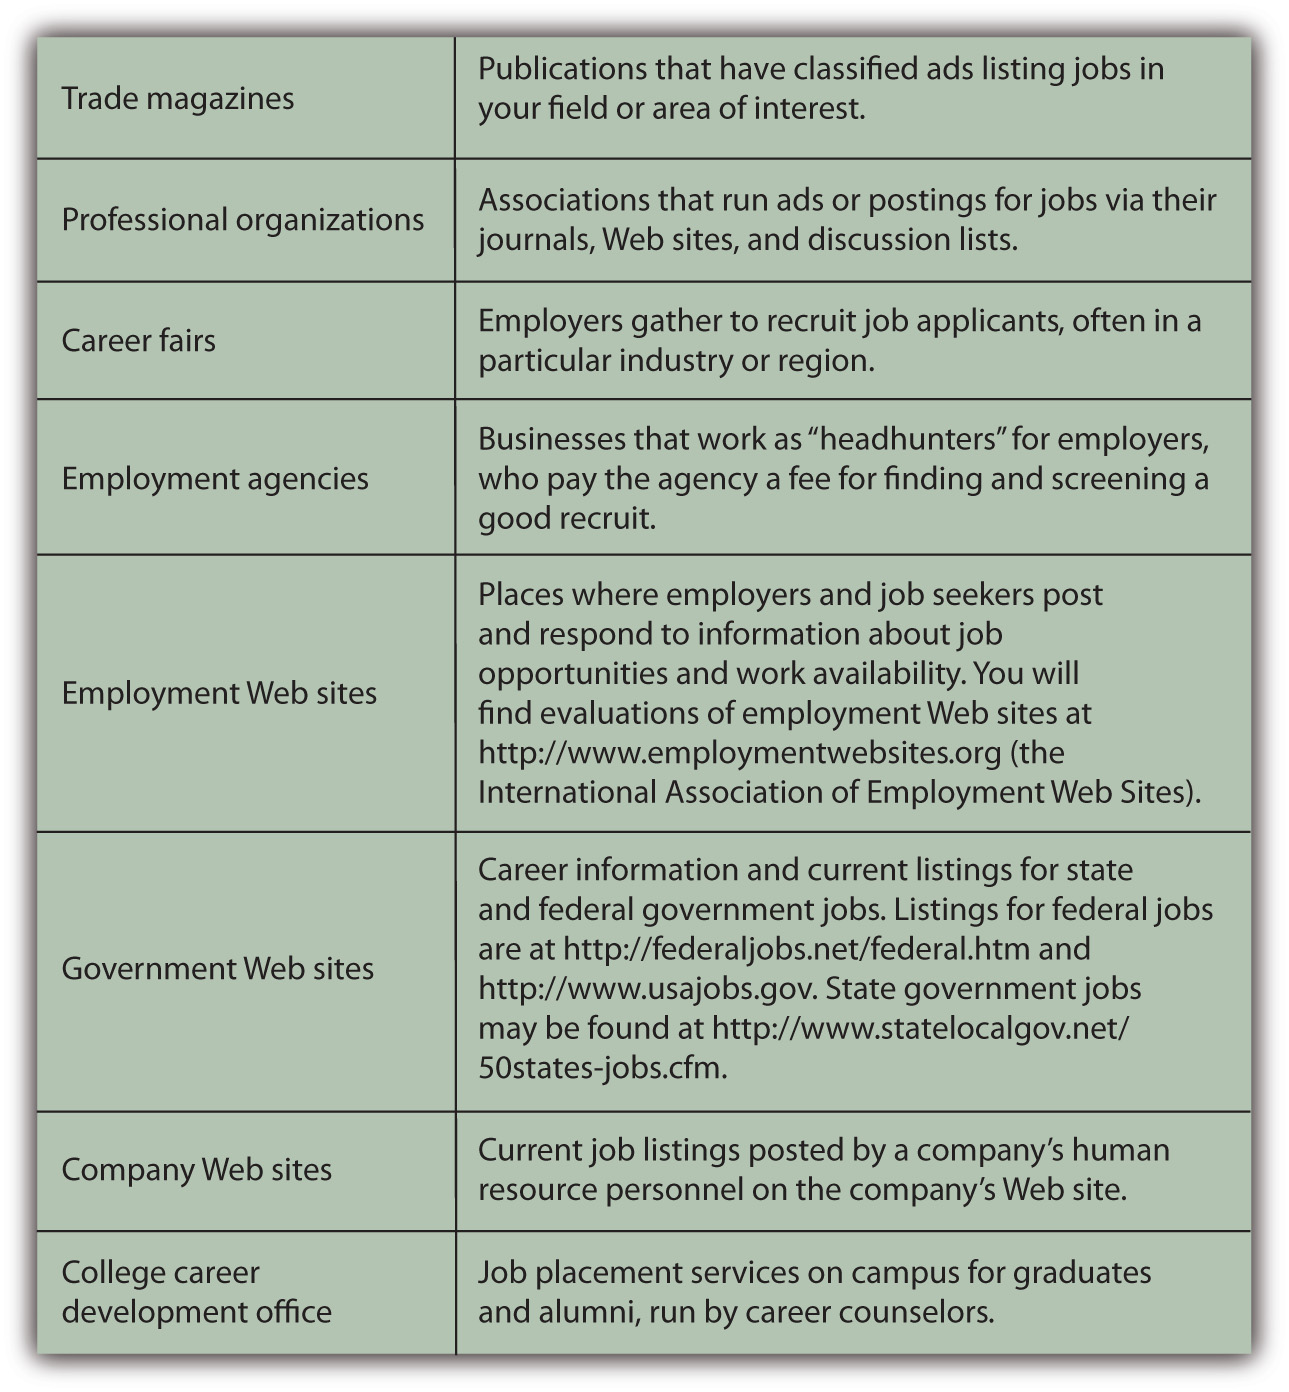 Trade magazines
Publications that have classified ads listing jobs in
your field or area of interest.
Professional organizations
Associations that run ads or postings for jobs via their
journals, Web sites, and discussion lists.
Career fairs
Employers gather to recruit job applicants, often in a
particular industry or region.
Employment agencies
Businesses that work as “headhunters” for employers,
who pay the agency a fee for finding and screening a
good recruit.
Employment Web sites
Places where employers and job seekers post
and respond to information about job
opportunities and work availability. You will
find evaluations of employment Web sites at
http://www.employmentwebsites.org (the
International Association of Employment Web Sites).
Government Web sites
Career information and current listings for state
and federal government jobs. Listings for federal jobs
are at http://federaljobs.net/federal.htm and
http://www.usajobs.gov. State government jobs
may be found at http://www.statelocalgov.net/
50states-jobs.cfm.
Company Web sites
Current job listings posted by a company’s human
resource personnel on the company’s Web site.
College career
development office
Job placement services on campus for graduates
and alumni, run by career counselors.